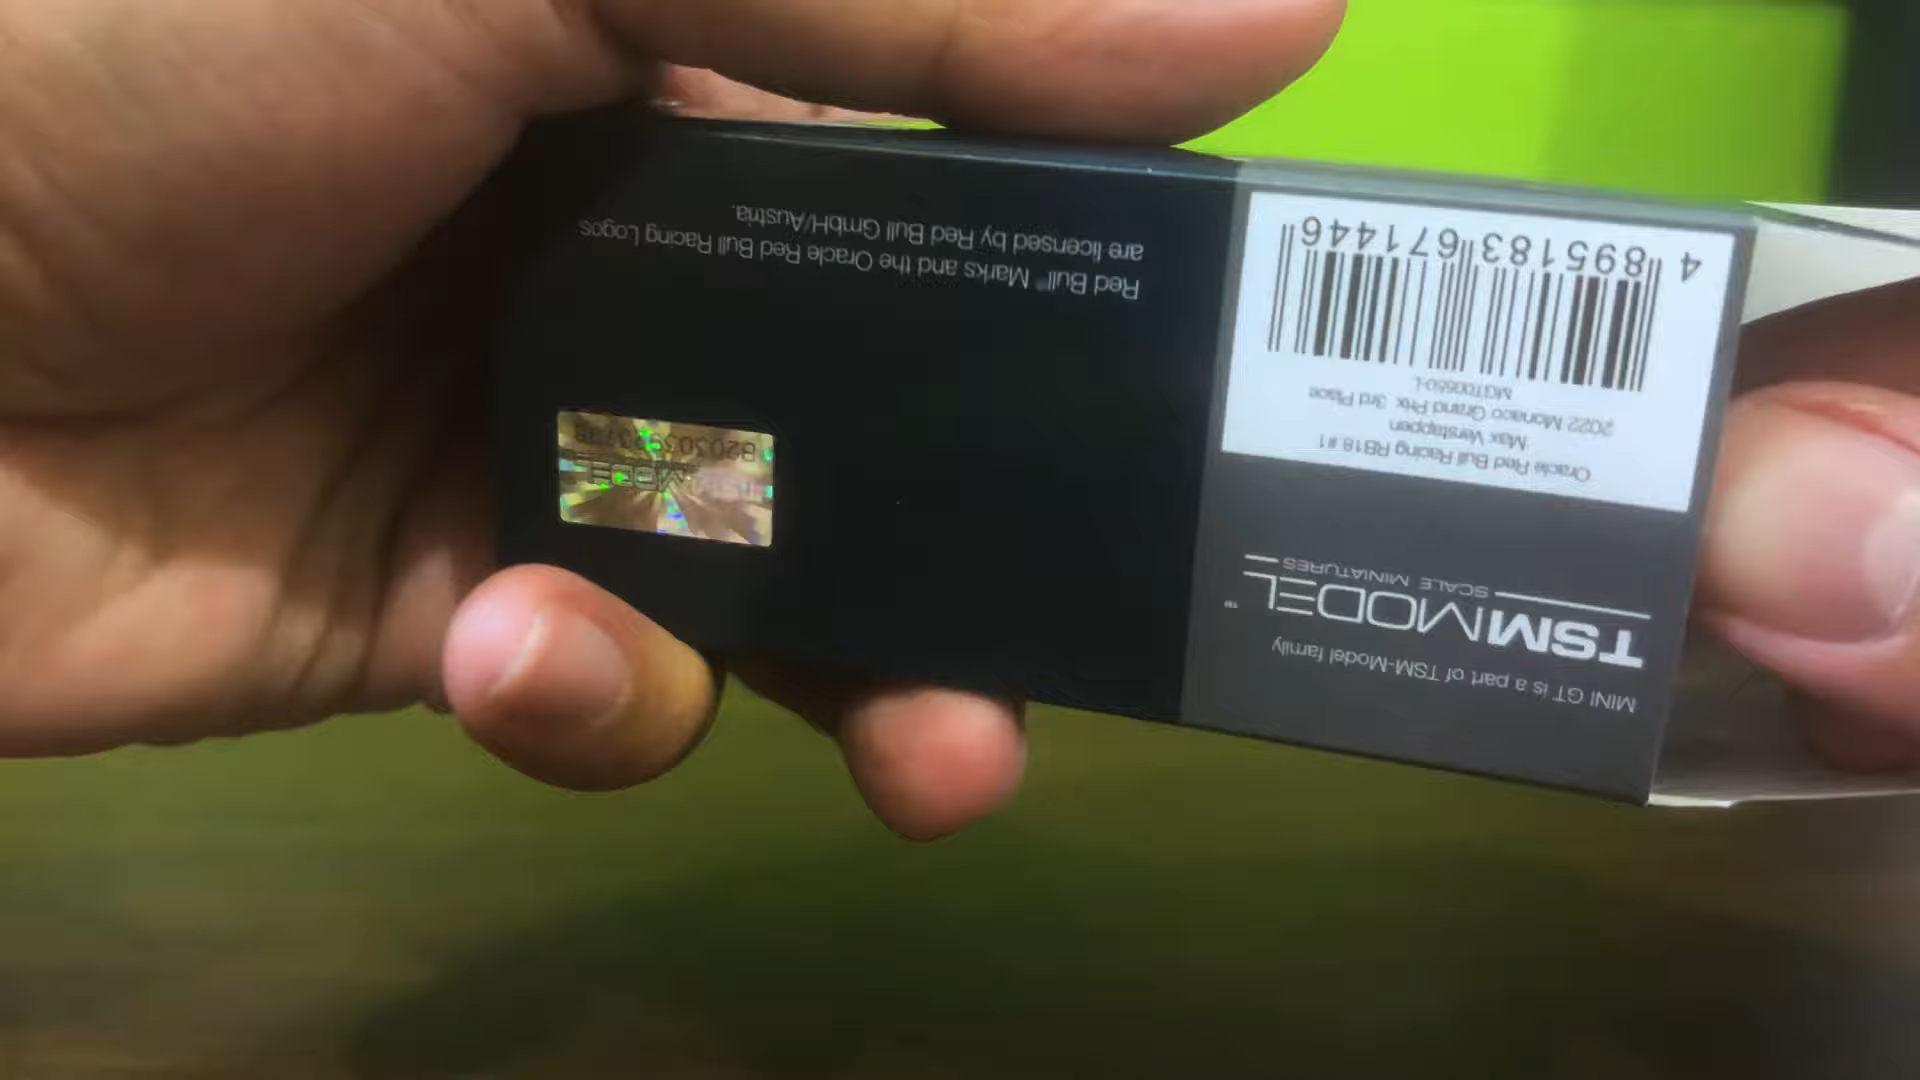 MINI GT is a part of TSM-Model family
TSMMODEL™
SCALE MINIATURES
Oracle Red Bull Racing RB18 #1
Max Verstappen
2022 Monaco Grand Prix 3rd Place
MGT00550-L
4 895183 671446
MODEL
Red Bull® Marks and the Oracle Red Bull Racing Logos
are licensed by Red Bull GmbH/Austria.